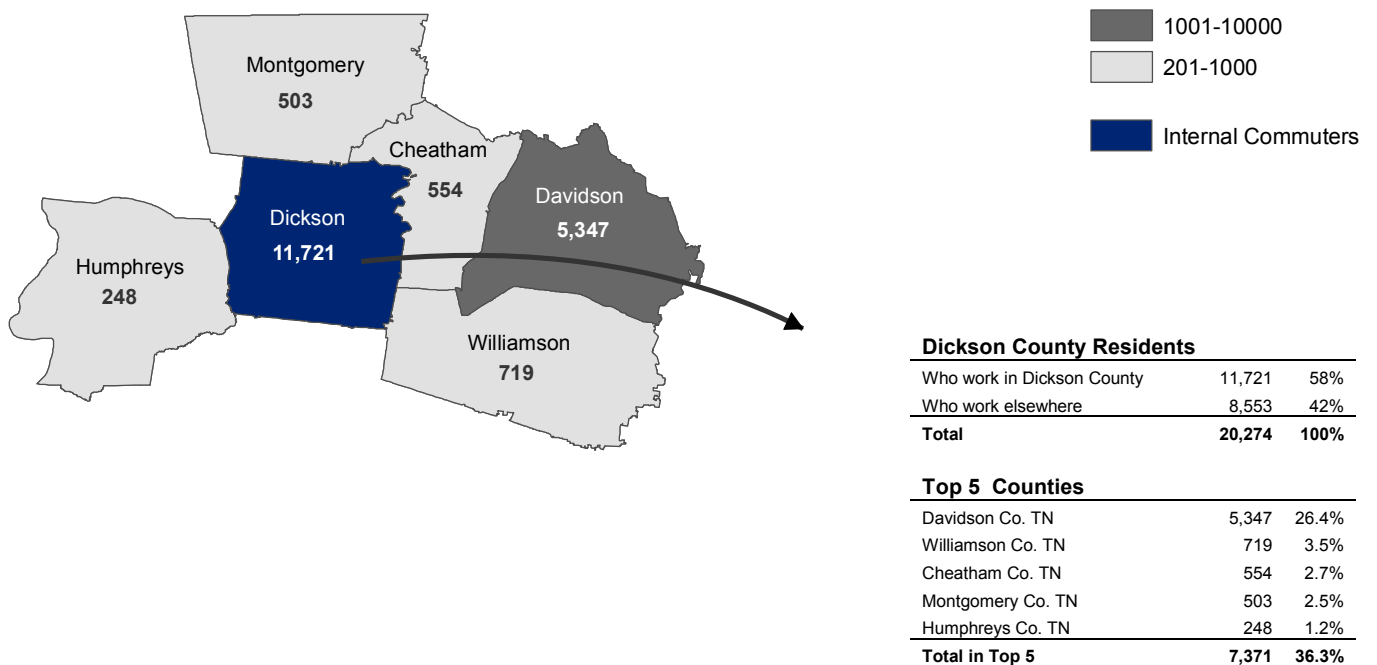 1001-10000
201-1000
Internal Commuters
Montgomery
503
Cheatham
554
Davidson
5,347
Dickson
11,721
Humphreys
248
Williamson
719
Dickson County Residents
Who work in Dickson County 11,721 58%
Who work elsewhere 8,553 42%
Total 20,274 100%
Top 5 Counties
Davidson Co. TN 5,347 26.4%
Williamson Co. TN 719 3.5%
Cheatham Co. TN 554 2.7%
Montgomery Co. TN 503 2.5%
Humphreys Co. TN 248 1.2%
Total in Top 5 7,371 36.3%